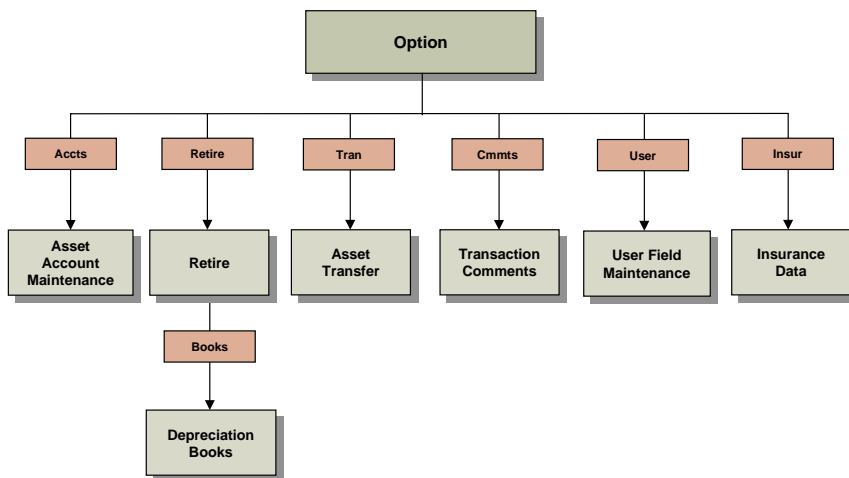 Option
Accts
Retire
Tran
Cmmts
User
Insur
Asset
Account
Maintenance
Retire
Asset
Transfer
Transaction
Comments
User Field
Maintenance
Insurance
Data
Books
Depreciation
Books